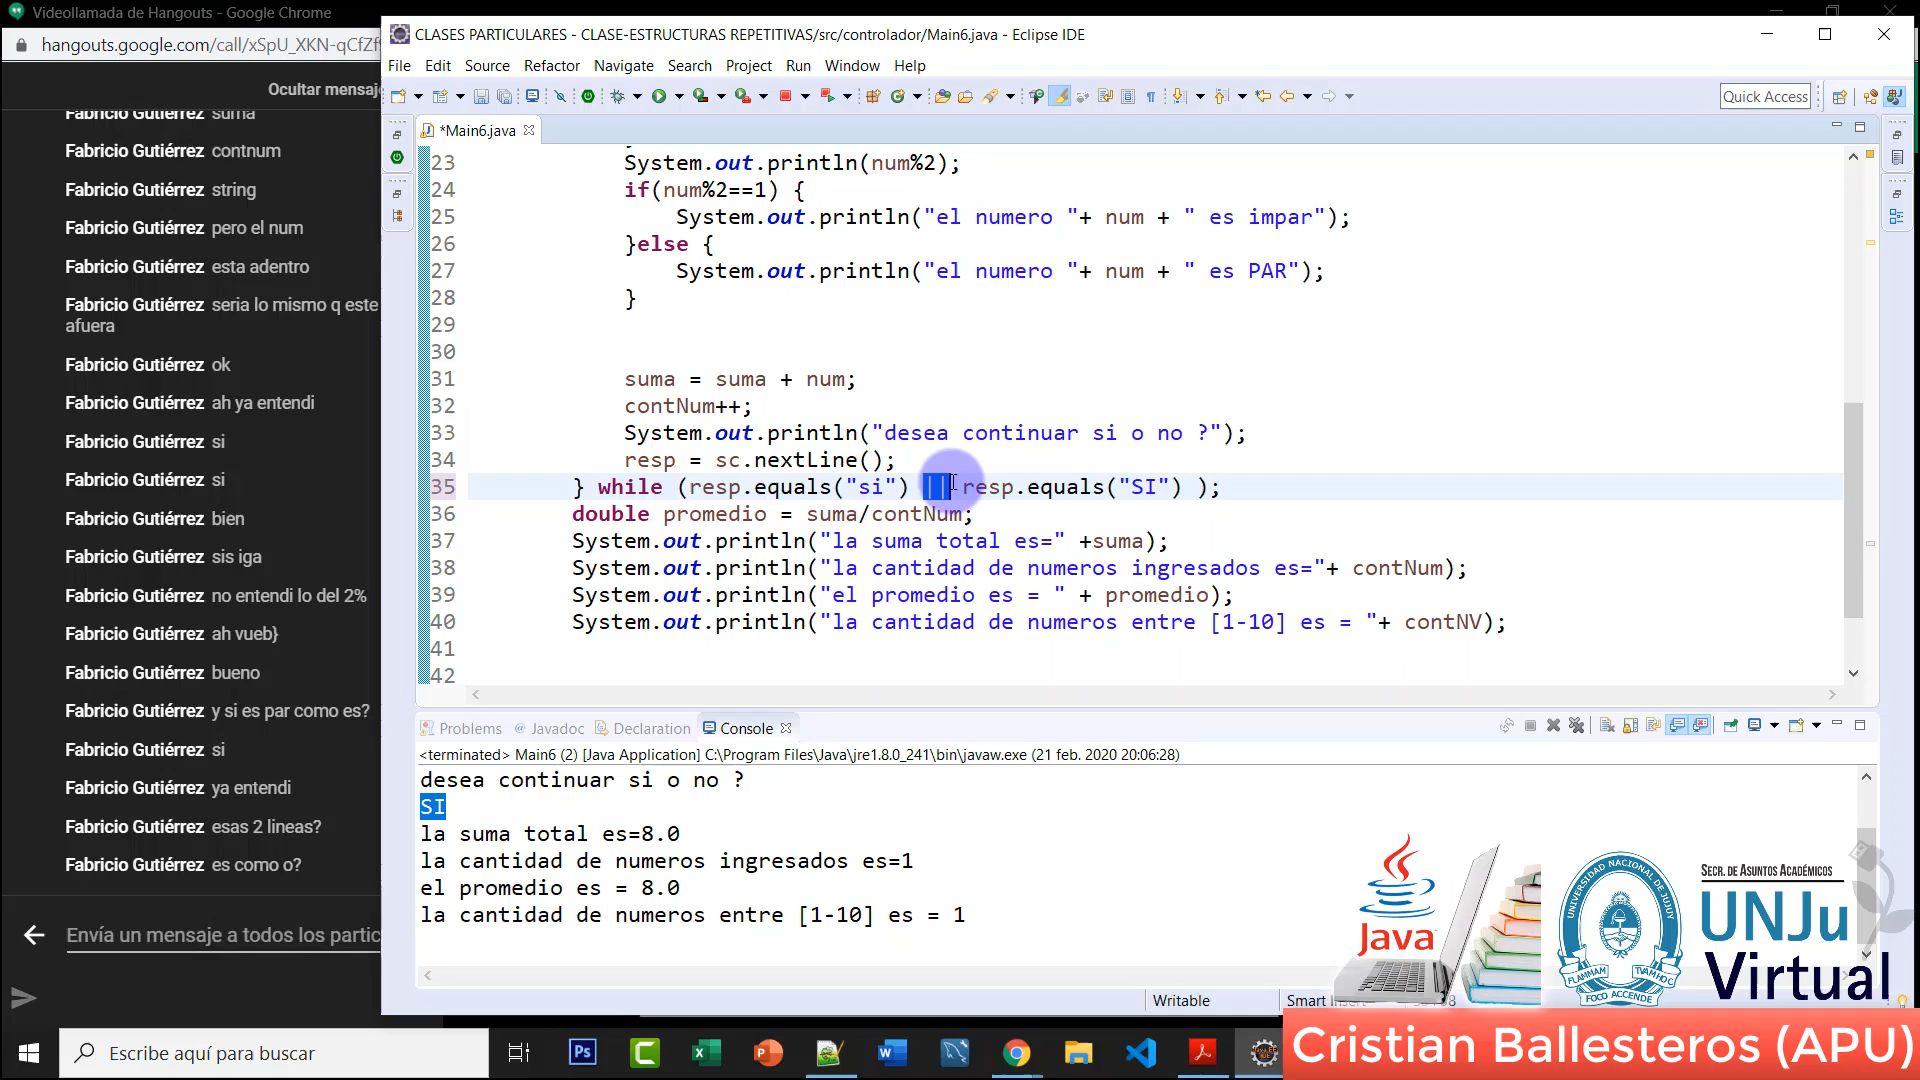 Videollamada de Hangouts - Google Chrome
hangouts.google.com/call/xSpU_XKN-qCfZf
Ocultar mensaje
Fabricio Gutiérrez suma
Fabricio Gutiérrez contnum
Fabricio Gutiérrez string
Fabricio Gutiérrez pero el num
Fabricio Gutiérrez esta adentro
Fabricio Gutiérrez seria lo mismo q este
afuera
Fabricio Gutiérrez ok
Fabricio Gutiérrez ah ya entendi
Fabricio Gutiérrez si
Fabricio Gutiérrez si
Fabricio Gutiérrez bien
Fabricio Gutiérrez sis iga
Fabricio Gutiérrez no entendi lo del 2%
Fabricio Gutiérrez ah vueb}
Fabricio Gutiérrez bueno
Fabricio Gutiérrez y si es par como es?
Fabricio Gutiérrez si
Fabricio Gutiérrez ya entendi
Fabricio Gutiérrez esas 2 lineas?
Fabricio Gutiérrez es como o?
Envía un mensaje a todos los partic
CLASES PARTICULARES - CLASE-ESTRUCTURAS REPETITIVAS/src/controlador/Main6.java - Eclipse IDE
File Edit Source Refactor Navigate Search Project Run Window Help
Quick Access
*Main6.java
23 System.out.println(num%2);
24 if(num%2==1) {
25 System.out.println("el numero "+ num + " es impar");
26 }else {
27 System.out.println("el numero "+ num + " es PAR");
28 }
29
30
31 suma = suma + num;
32 contNum++;
33 System.out.println("desea continuar si o no ?");
34 resp = sc.nextLine();
35 } while (resp.equals("si") || resp.equals("SI") );
36 double promedio = suma/contNum;
37 System.out.println("la suma total es=" +suma);
38 System.out.println("la cantidad de numeros ingresados es="+ contNum);
39 System.out.println("el promedio es = " + promedio);
40 System.out.println("la cantidad de numeros entre [1-10] es = "+ contNV);
41
42
Problems @ Javadoc Declaration Console
<terminated> Main6 (2) [Java Application] C:\Program Files\Java\jre1.8.0_241\bin\javaw.exe (21 feb. 2020 20:06:28)
desea continuar si o no ?
SI
la suma total es=8.0
la cantidad de numeros ingresados es=1
el promedio es = 8.0
la cantidad de numeros entre [1-10] es = 1
Writable Smart
Java
UNIVERSIDAD NACIONAL DE JUJUY
FOCO ACCENDE
Secr. de Asuntos Académicos
UNJu
Virtual
Cristian Ballesteros (APU)
Escribe aquí para buscar